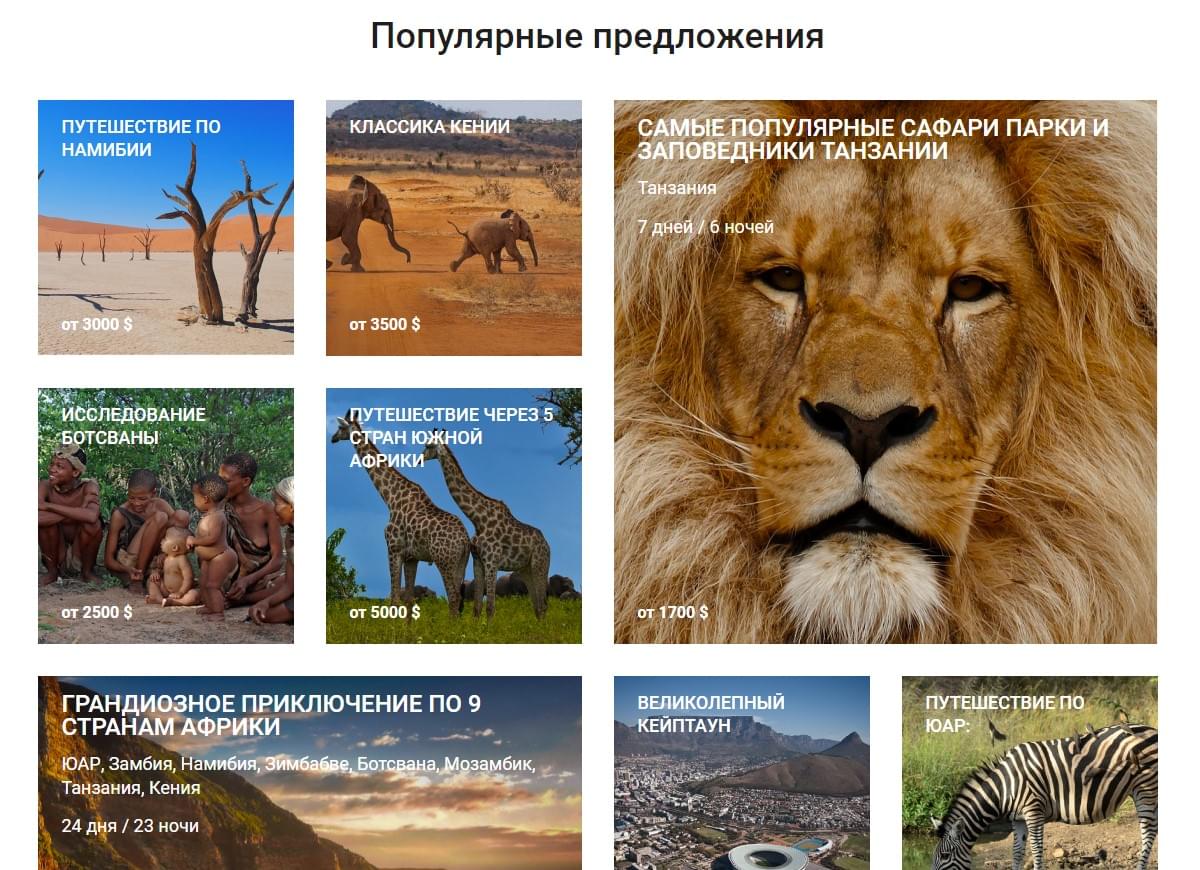 Популярные предложения
ПУТЕШЕСТВИЕ ПО
НАМИБИИ
от 3000 $
КЛАССИКА КЕНИИ
от 3500 $
САМЫЕ ПОПУЛЯРНЫЕ САФАРИ ПАРКИ И
ЗАПОВЕДНИКИ ТАНЗАНИИ
Танзания
7 дней / 6 ночей
от 1700 $
ИССЛЕДОВАНИЕ
БОТСВАНЫ
от 2500 $
ПУТЕШЕСТВИЕ ЧЕРЕЗ 5
СТРАН ЮЖНОЙ
АФРИКИ
от 5000 $
ГРАНДИОЗНОЕ ПРИКЛЮЧЕНИЕ ПО 9
СТРАНАМ АФРИКИ
ЮАР, Замбия, Намибия, Зимбабве, Ботсвана, Мозамбик,
Танзания, Кения
24 дня / 23 ночи
ВЕЛИКОЛЕПНЫЙ
КЕЙПТАУН
ПУТЕШЕСТВИЕ ПО
ЮАР: